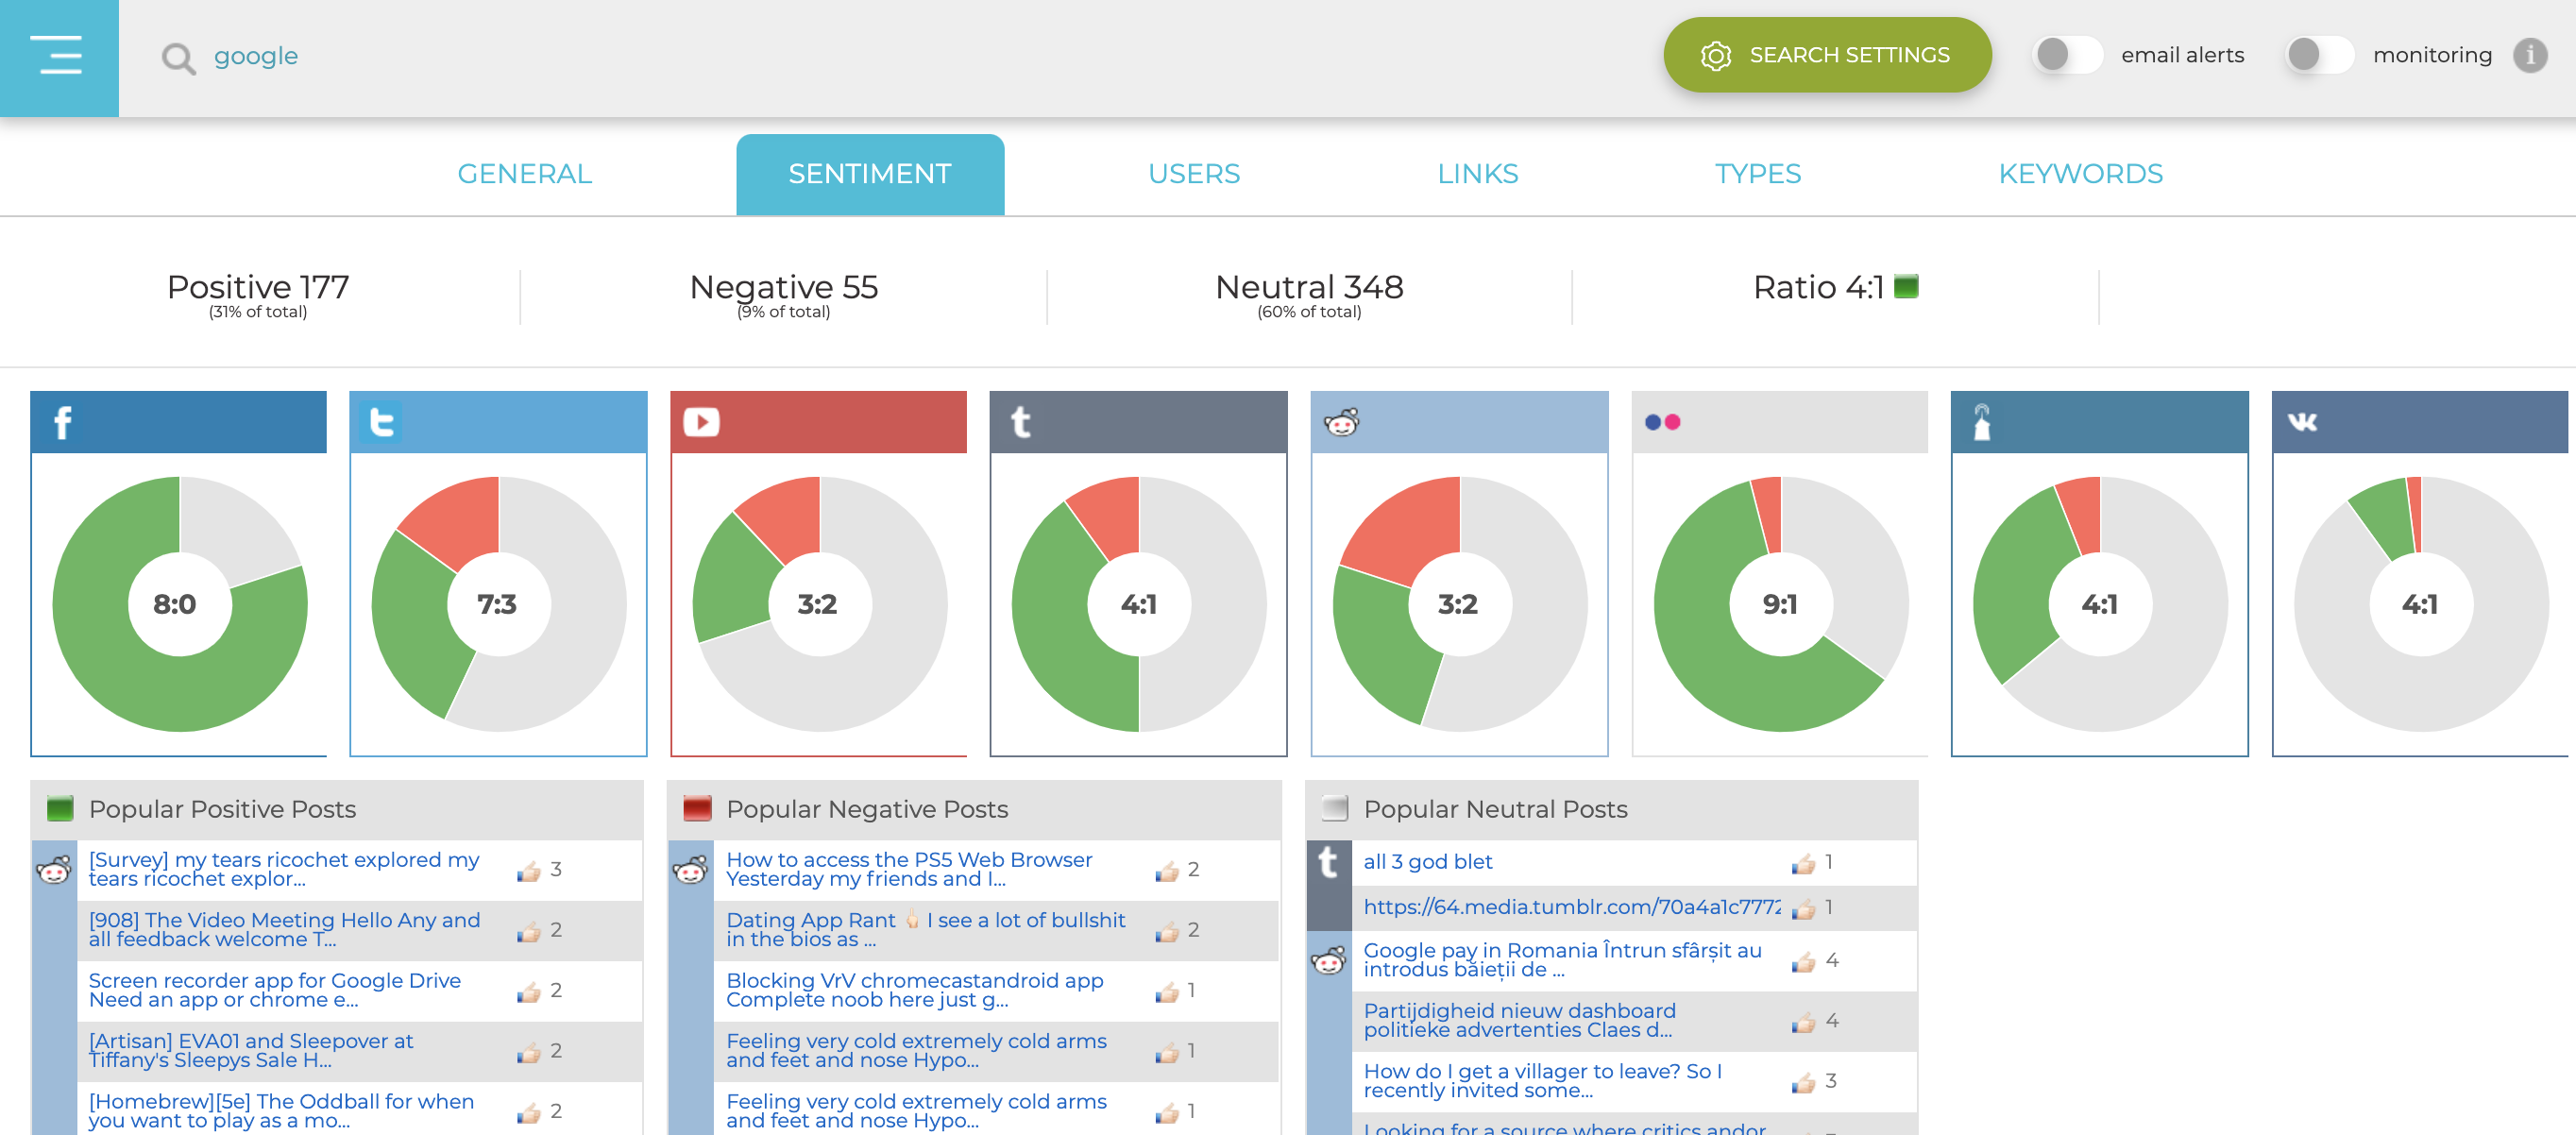 google
SEARCH SETTINGS
email alerts
monitoring
i
GENERAL
SENTIMENT
USERS
LINKS
TYPES
KEYWORDS
Positive 177
(31% of total)
Negative 55
(9% of total)
Neutral 348
(60% of total)
Ratio 4:1
8:0
7:3
3:2
4:1
3:2
9:1
4:1
4:1
Popular Positive Posts
[Survey] my tears ricochet explored my
tears ricochet explor...
3
[908] The Video Meeting Hello Any and
all feedback welcome T...
2
Screen recorder app for Google Drive
Need an app or chrome e...
2
[Artisan] EVA01 and Sleepover at
Tiffany's Sleepys Sale H...
2
[Homebrew][5e] The Oddball for when
you want to play as a mo...
2
Popular Negative Posts
How to access the PS5 Web Browser
Yesterday my friends and I...
2
Dating App Rant 🖕🏻 I see a lot of bullshit
in the bios as ...
2
Blocking VrV chromecastandroid app
Complete noob here just g...
1
Feeling very cold extremely cold arms
and feet and nose Hypo...
1
Feeling very cold extremely cold arms
and feet and nose Hypo...
1
Popular Neutral Posts
all 3 god blet
1
https://64.media.tumblr.com/70a4a1c7772
1
Google pay in Romania Întrun sfârșit au
introdus băieții de ...
4
Partijdigheid nieuw dashboard
politieke advertenties Claes d...
4
How do I get a villager to leave? So I
recently invited some...
3
Looking for a source where critics andor